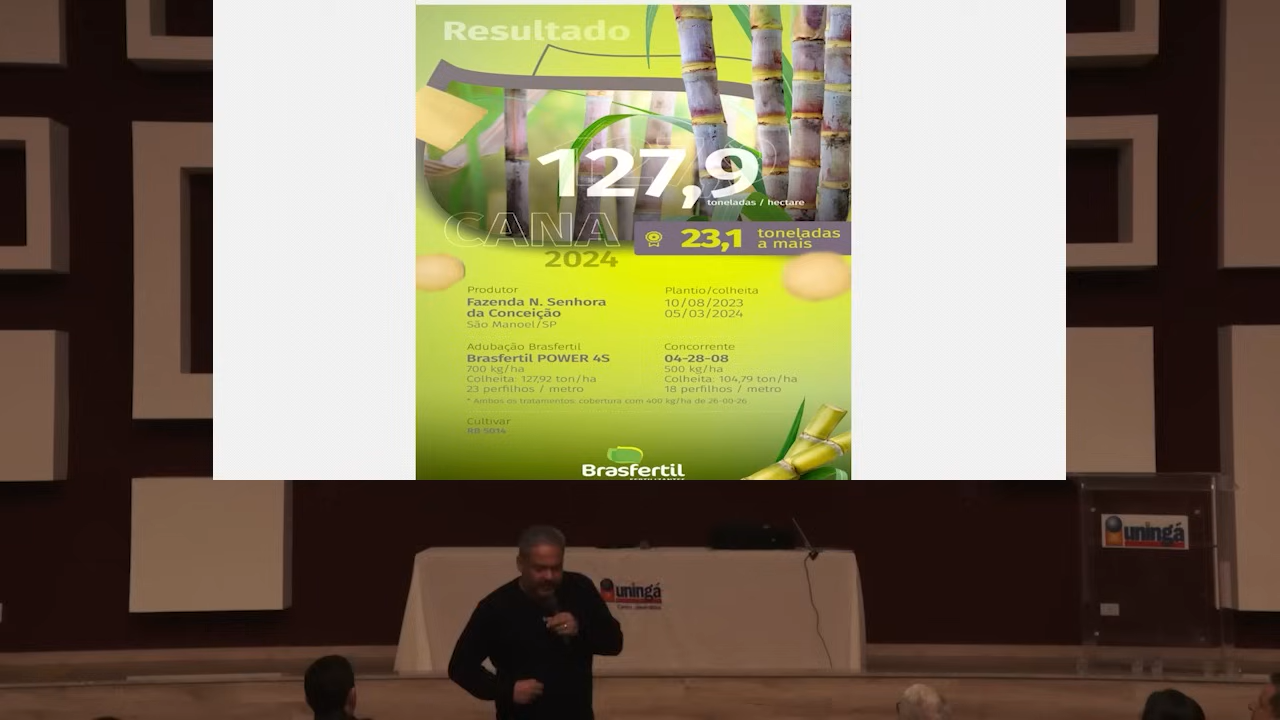 Resultado
127,9
toneladas / hectare
CANA
2024
23,1 toneladas
a mais
Produtor
Fazenda N. Senhora
da Conceição
São Manoel/SP
Plantio/colheita
10/08/2023
05/03/2024
Adubação Brasfertil
Brasfertil POWER 4S
700 kg/ha
Colheita: 127,92 ton/ha
23 perfilhos / metro
Concorrente
04-28-08
500 kg/ha
Colheita: 104,79 ton/ha
18 perfilhos / metro
* Ambos os tratamentos: cobertura com 400 kg/ha de 26-00-26
Cultivar
RB 5014
Brasfertil
uningá
uningá